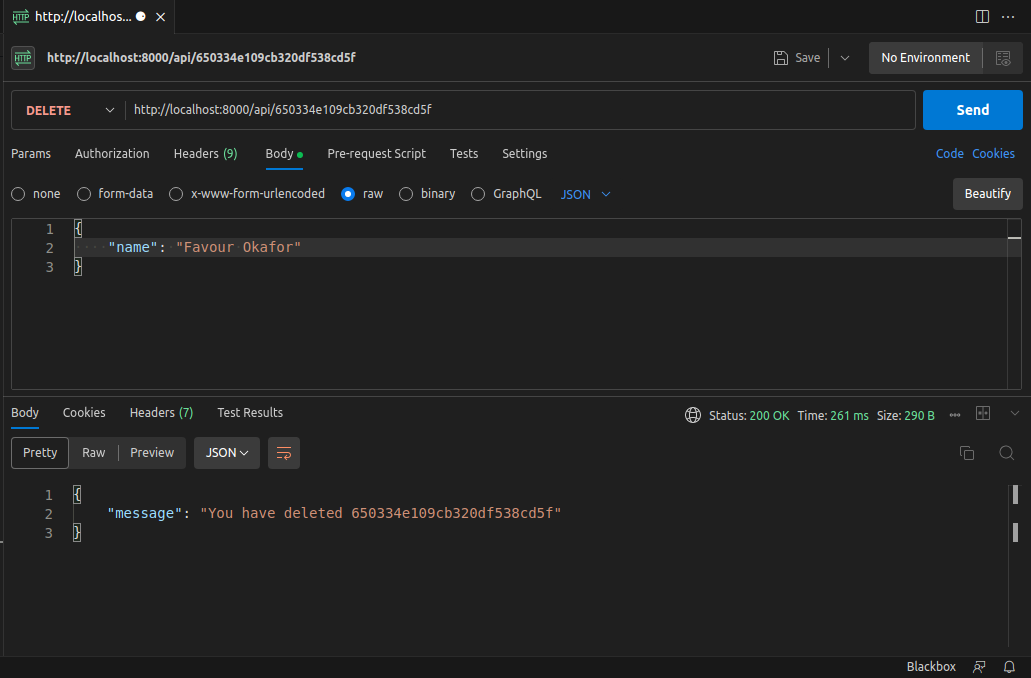 HTTP http://localhos...
HTTP http://localhost:8000/api/650334e109cb320df538cd5f Save No Environment
DELETE http://localhost:8000/api/650334e109cb320df538cd5f Send
Params Authorization Headers (9) Body Pre-request Script Tests Settings Code Cookies
none form-data x-www-form-urlencoded raw binary GraphQL JSON Beautify
1 {
2 "name": "Favour Okafor"
3 }
Body Cookies Headers (7) Test Results Status: 200 OK Time: 261 ms Size: 290 B
Pretty Raw Preview JSON
1 {
2 "message": "You have deleted 650334e109cb320df538cd5f"
3 }
Blackbox